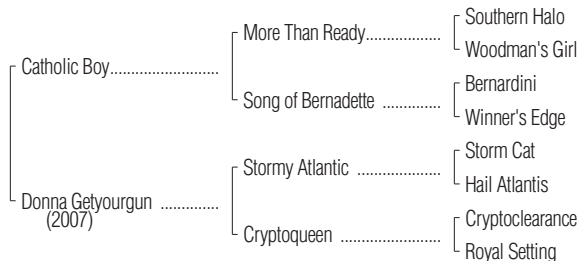 Southern Halo
More Than Ready
Woodman's Girl
Catholic Boy
Bernardini
Song of Bernadette
Winner's Edge
Storm Cat
Stormy Atlantic
Hail Atlantis
Donna Getyourgun
(2007)
Cryptoclearance
Cryptoqueen
Royal Setting